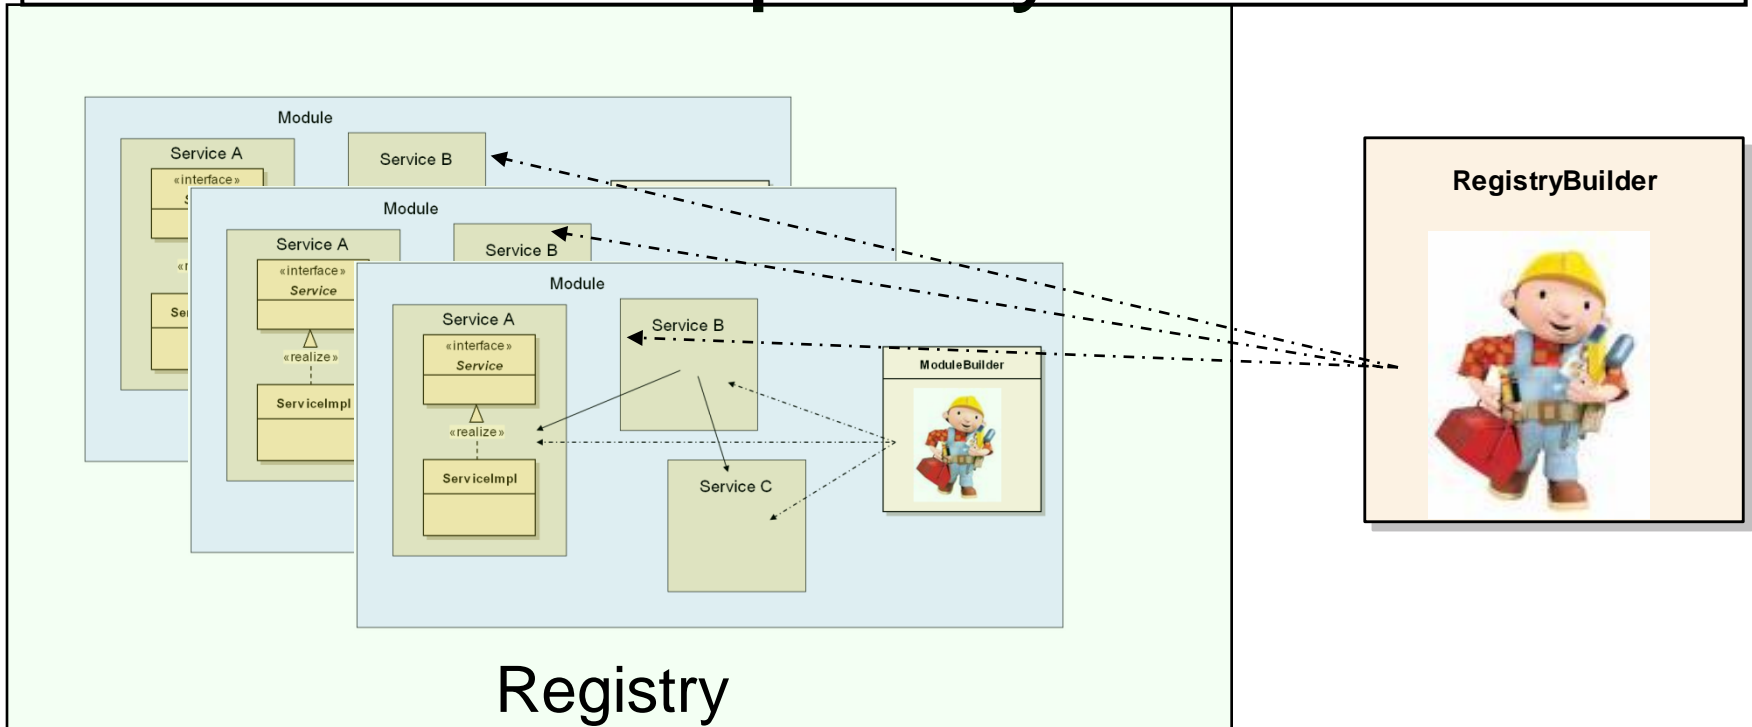 Module
Service A
«interface»
Service B
Module
Service A
«interface»
Service
«realize»
ServiceImpl
Service B
Module
Service A
«interface»
Service
«realize»
ServiceImpl
Service B
Service C
ModuleBuilder
RegistryBuilder
Registry